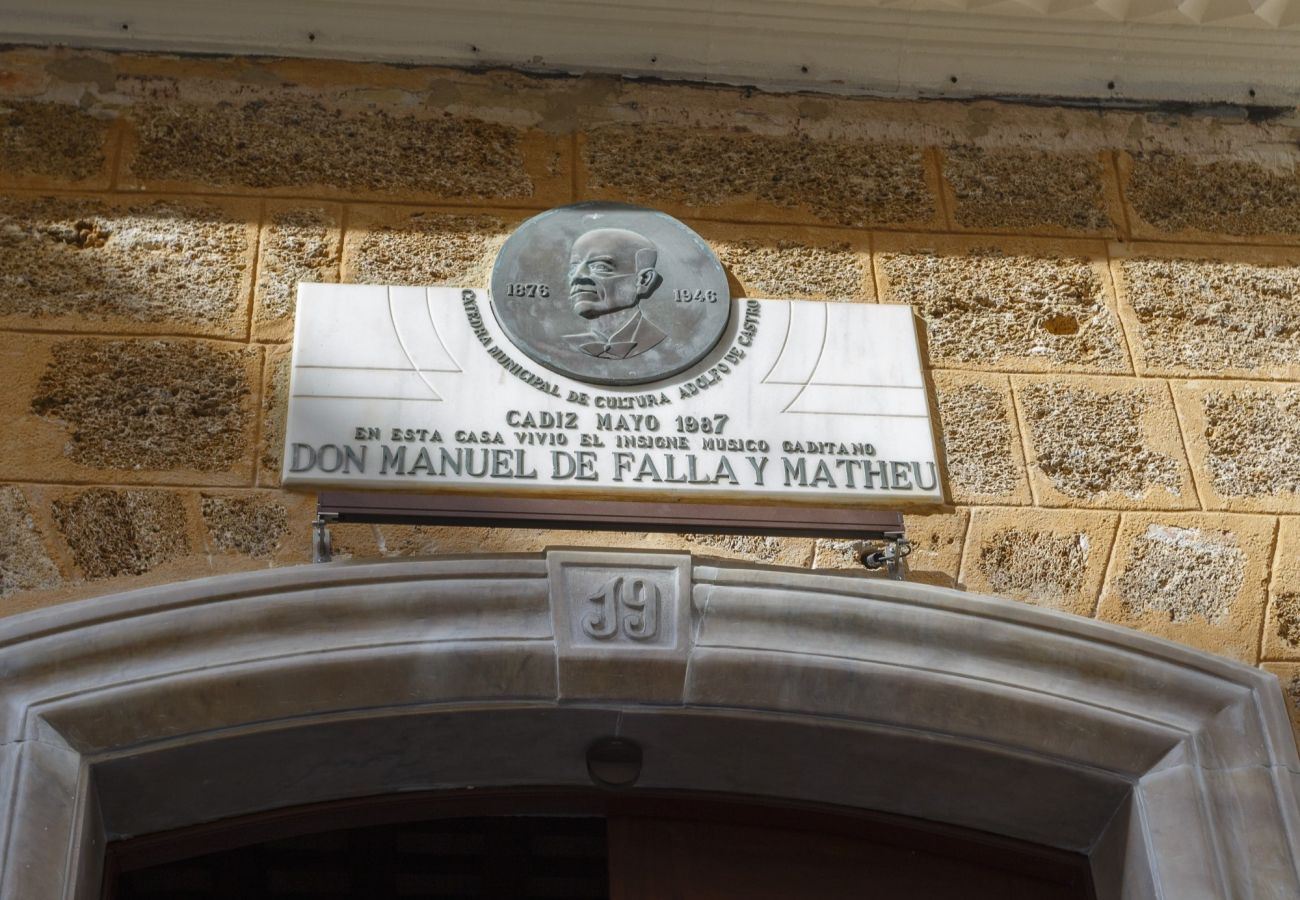 1876 1946
CATEDRA MUNICIPAL DE CULTURA ADOLFO DE CASTRO
CADIZ MAYO 1987
EN ESTA CASA VIVIO EL INSIGNE MUSICO GADITANO
DON MANUEL DE FALLA Y MATHEU
19